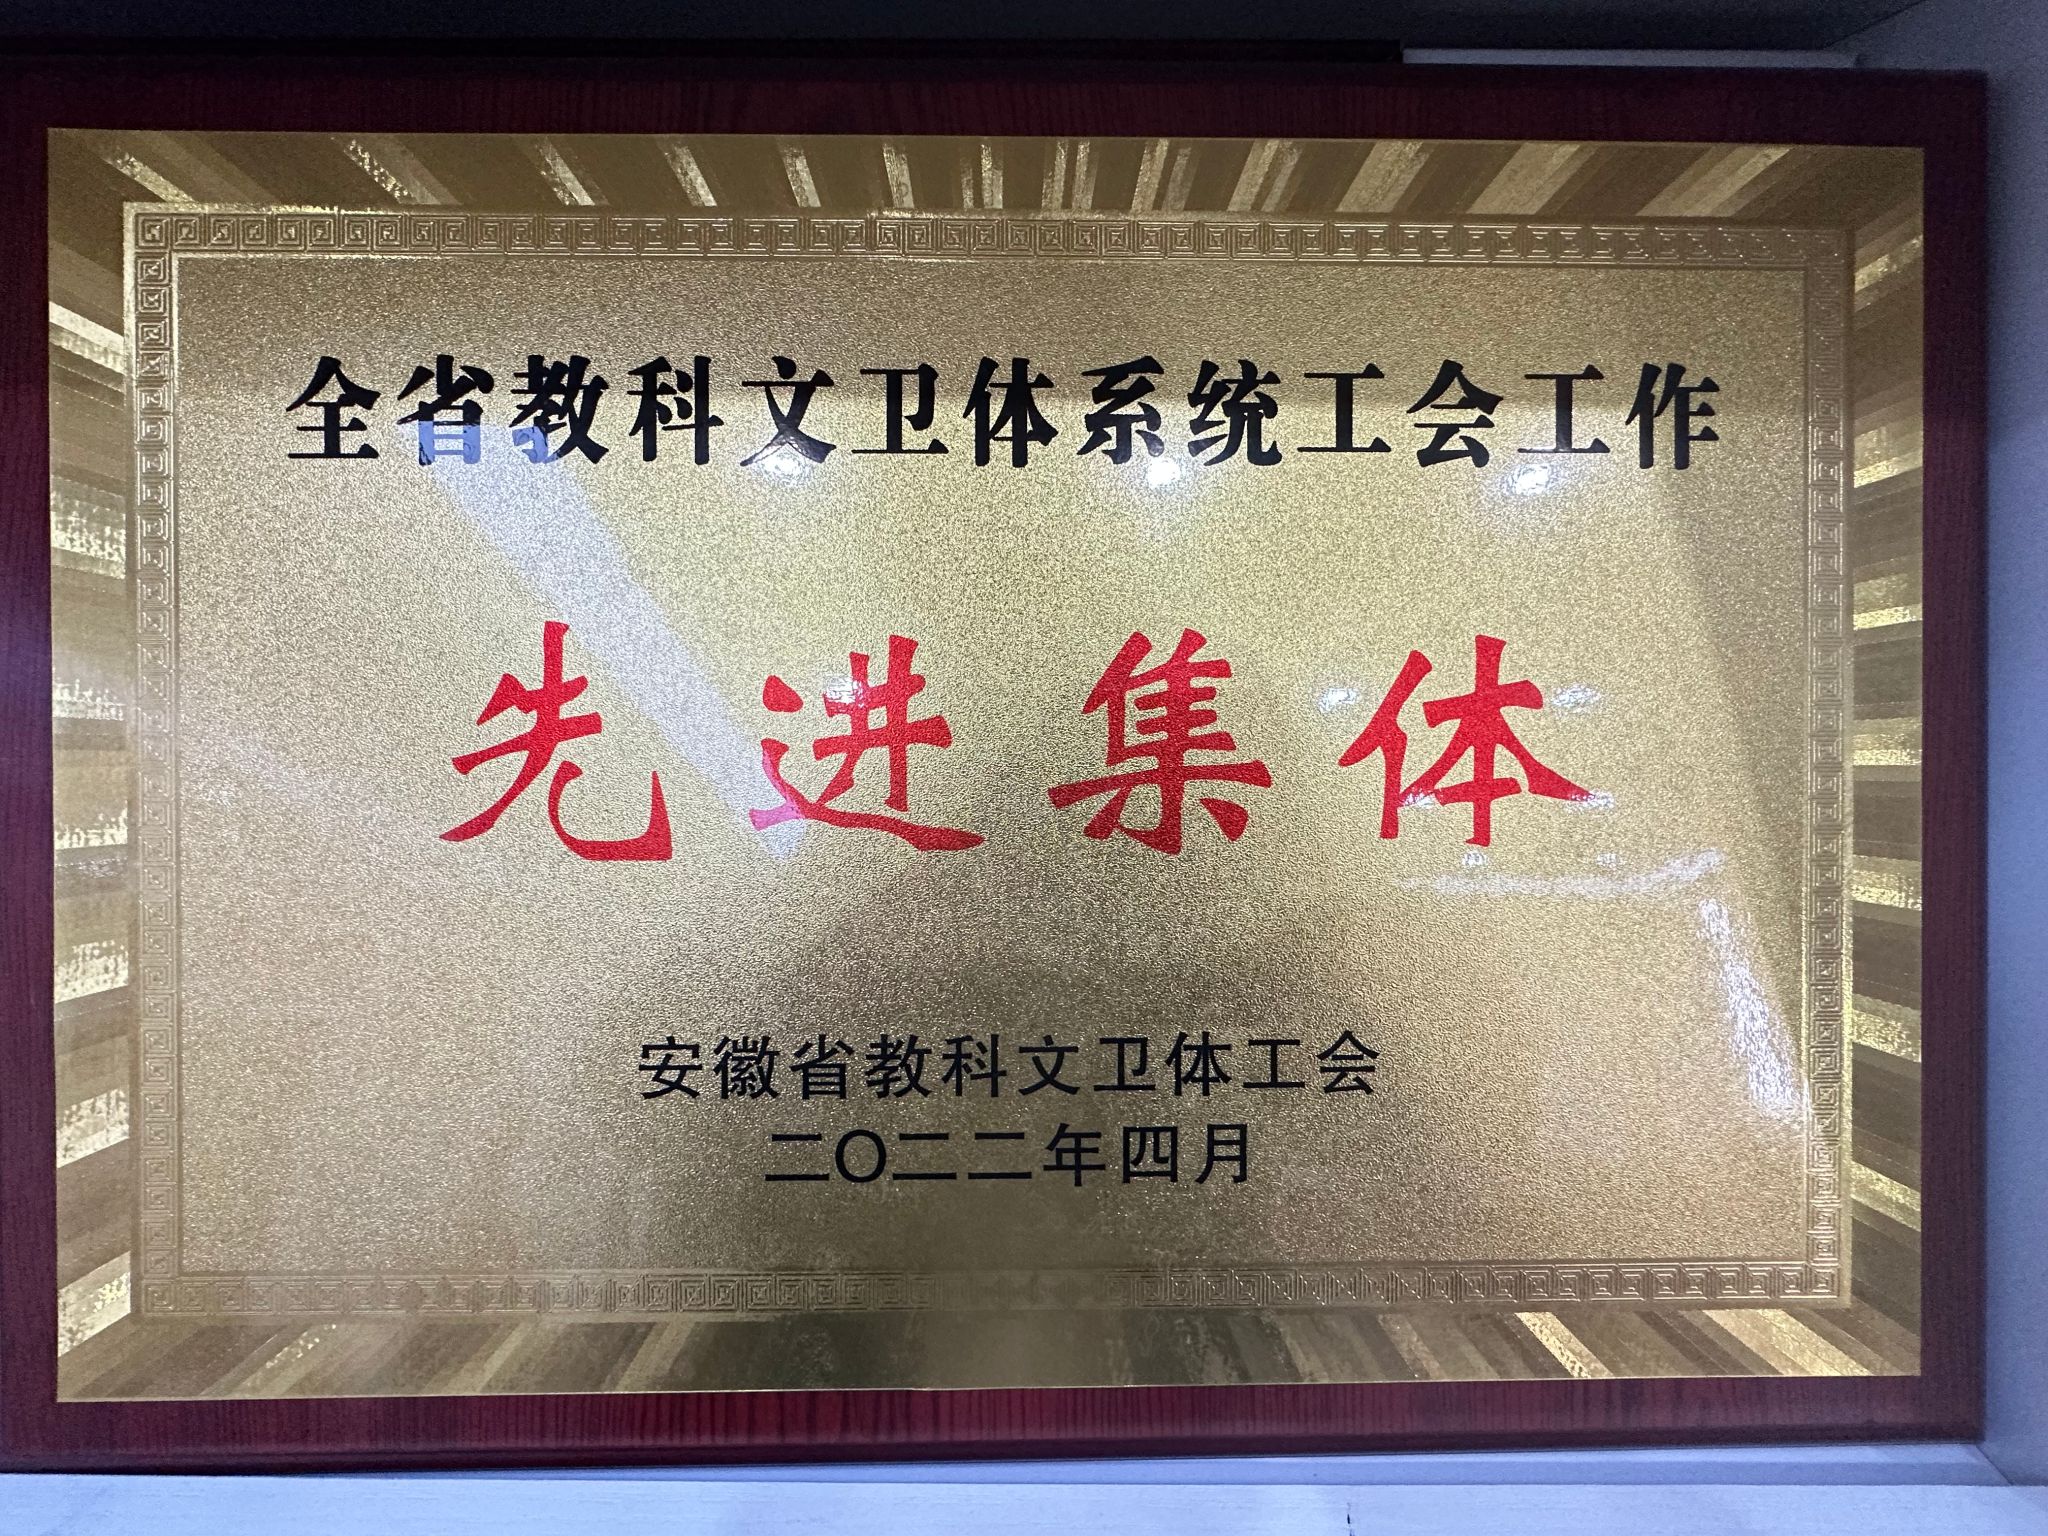 全省教科文卫体系统工会工作
先进集体
安徽省教科文卫体工会
二〇二二年四月